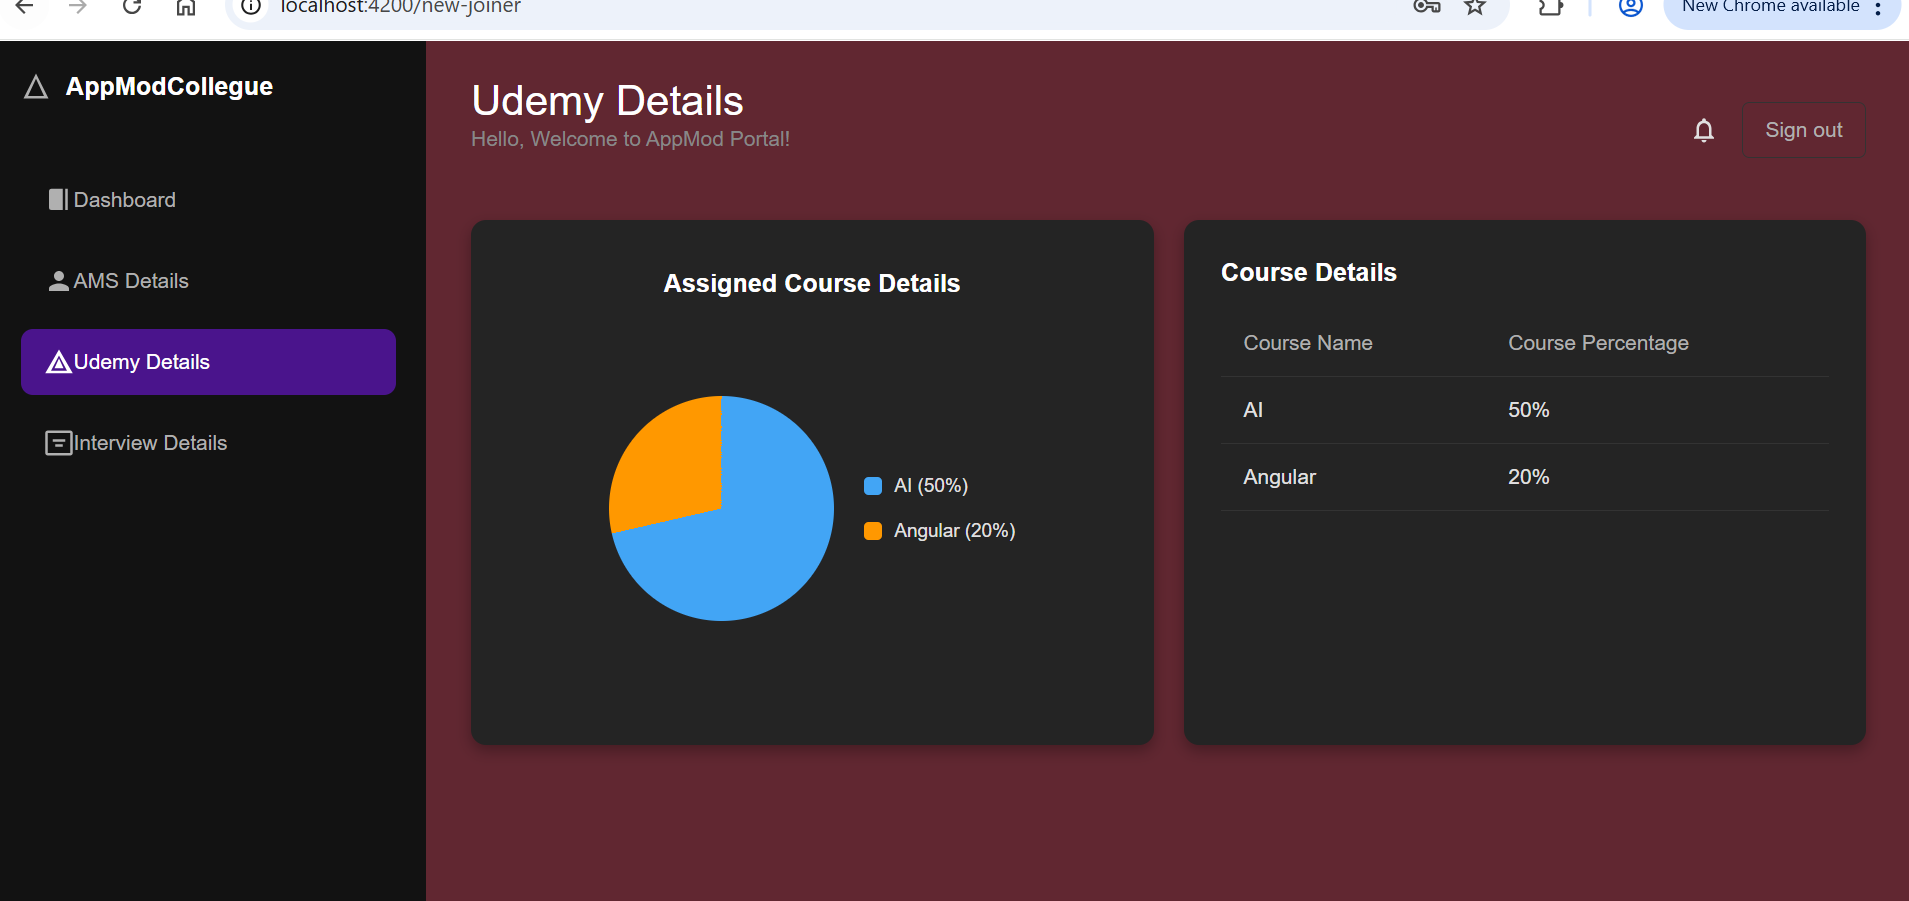 localhost:4200/new-joiner
New Chrome available
AppModCollegue
Dashboard
AMS Details
Udemy Details
Interview Details
Udemy Details
Hello, Welcome to AppMod Portal!
Sign out
Assigned Course Details
AI (50%)
Angular (20%)
Course Details
Course Name Course Percentage
AI 50%
Angular 20%